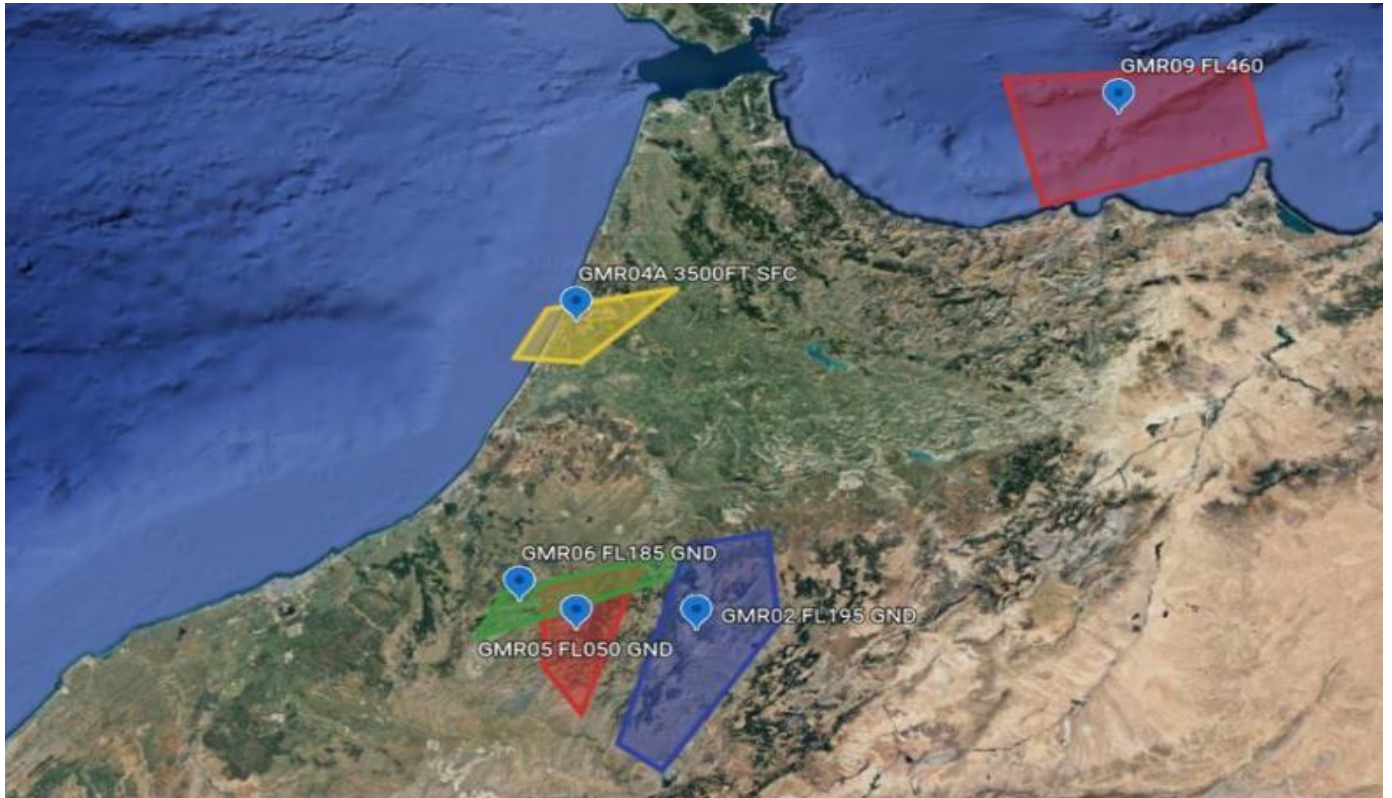 GMR09 FL460
GMR04A 3500FT SFC
GMR06 FL185 GND
GMR02 FL195 GND
GMR05 FL050 GND